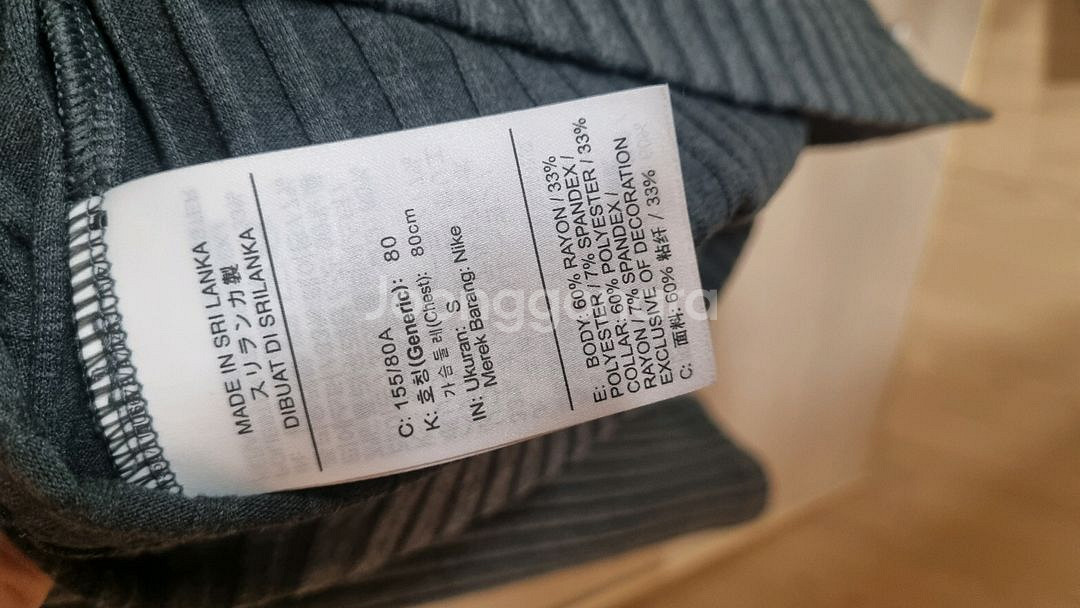 MADE IN SRI LANKA
スリランカ製
DIBUAT DI SRILANKA
C: 155/80A
K: 호칭(Generic): 80
가슴둘레(Chest): 80cm
IN: Ukuran: S
Merek Barang: Nike
E: BODY: 60% RAYON / 33%
POLYESTER / 7% SPANDEX /
COLLAR: 60% POLYESTER / 33%
RAYON / 7% SPANDEX /
EXCLUSIVE OF DECORATION
C: 面料: 60% 粘纤 / 33%
Joonggonara